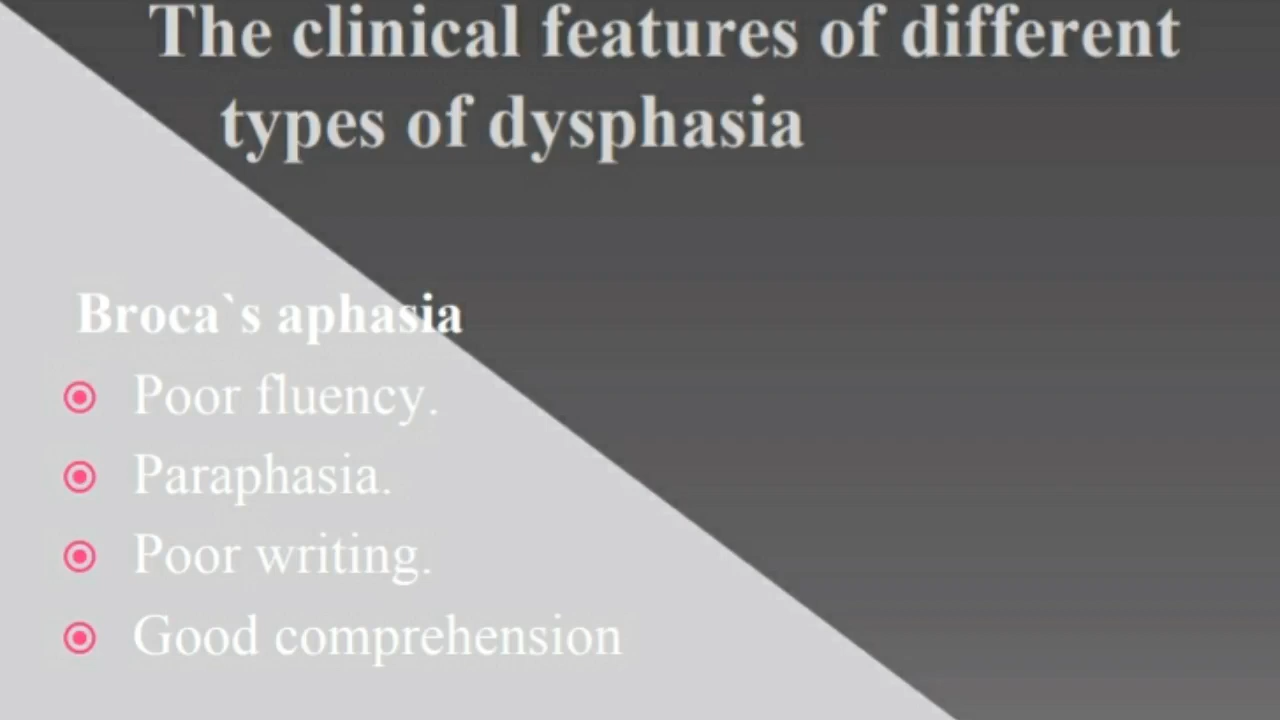 The clinical features of different
types of dysphasia
Broca`s aphasia
Poor fluency.
Paraphasia.
Poor writing.
Good comprehension